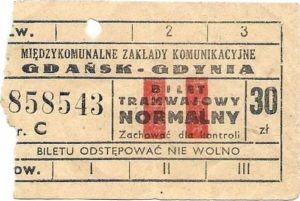 w. 2 3
MIĘDZYKOMUNALNE ZAKŁADY KOMUNIKACYJNE
GDAŃSK-GDYNIA
858543
r. C
BILET
TRAMWAJOWY
NORMALNY
Zachować dla kontroli
30
zł
BILETU ODSTĘPOWAĆ NIE WOLNO
ow. I II III